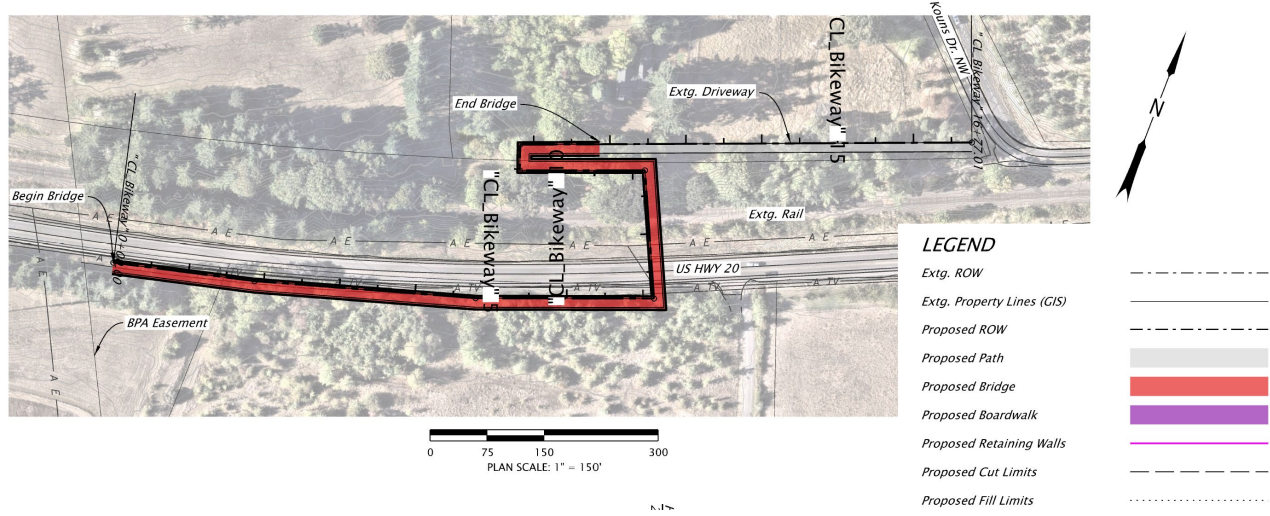 Kouns Dr. NW
"CL_Bikeway" 16+77.01
CL_Bikeway" 15
End Bridge
Extg. Driveway
N
"CL_Bikeway" 0+00
Begin Bridge
"CL_Bikeway" 5
"CL_Bikeway" 10
Extg. Rail
A E
A E
A E
A E
A E
A E
US HWY 20
A TV
A TV
BPA Easement
A E
A E
LEGEND
Extg. ROW
Extg. Property Lines (GIS)
Proposed ROW
Proposed Path
Proposed Bridge
Proposed Boardwalk
Proposed Retaining Walls
Proposed Cut Limits
Proposed Fill Limits
0 75 150 300
PLAN SCALE: 1" = 150'